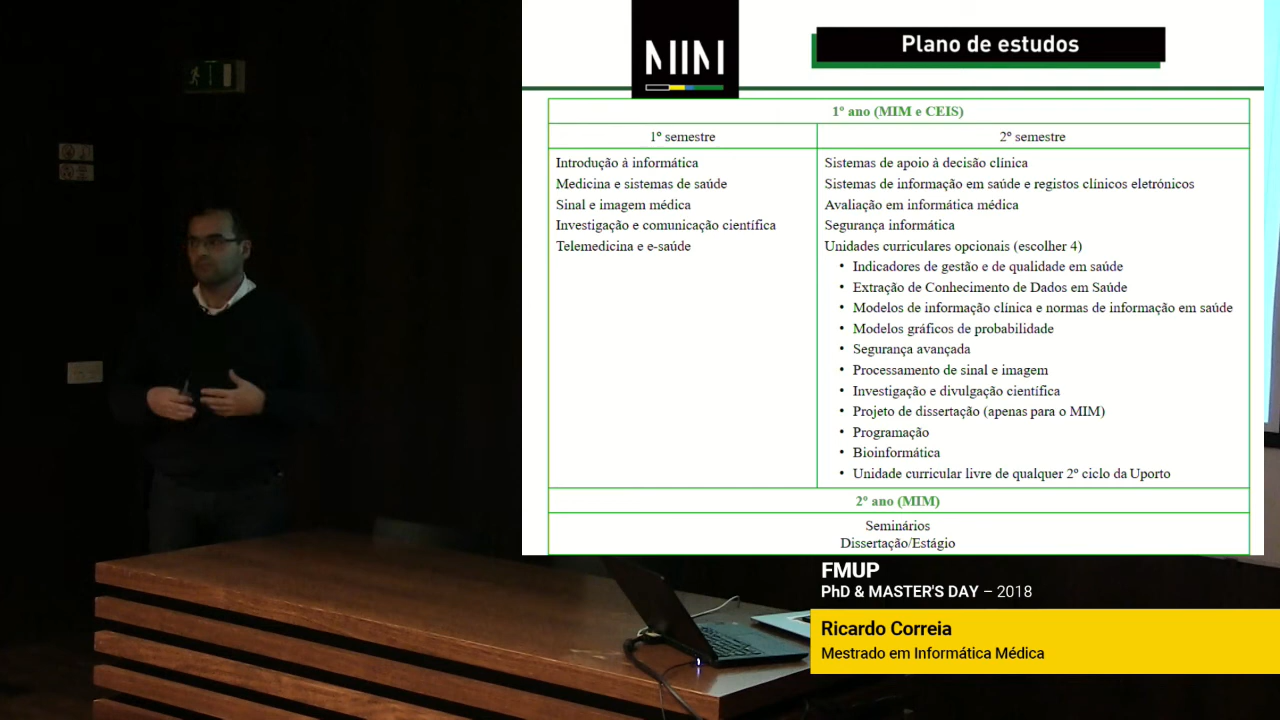 MIM
Plano de estudos
1º ano (MIM e CEIS)
1º semestre
2º semestre
Introdução à informática
Medicina e sistemas de saúde
Sinal e imagem médica
Investigação e comunicação científica
Telemedicina e e-saúde
Sistemas de apoio à decisão clínica
Sistemas de informação em saúde e registos clínicos eletrónicos
Avaliação em informática médica
Segurança informática
Unidades curriculares opcionais (escolher 4)
• Indicadores de gestão e de qualidade em saúde
• Extração de Conhecimento de Dados em Saúde
• Modelos de informação clínica e normas de informação em saúde
• Modelos gráficos de probabilidade
• Segurança avançada
• Processamento de sinal e imagem
• Investigação e divulgação científica
• Projeto de dissertação (apenas para o MIM)
• Programação
• Bioinformática
• Unidade curricular livre de qualquer 2º ciclo da Uporto
2º ano (MIM)
Seminários
Dissertação/Estágio
FMUP
PhD & MASTER'S DAY – 2018
Ricardo Correia
Mestrado em Informática Médica